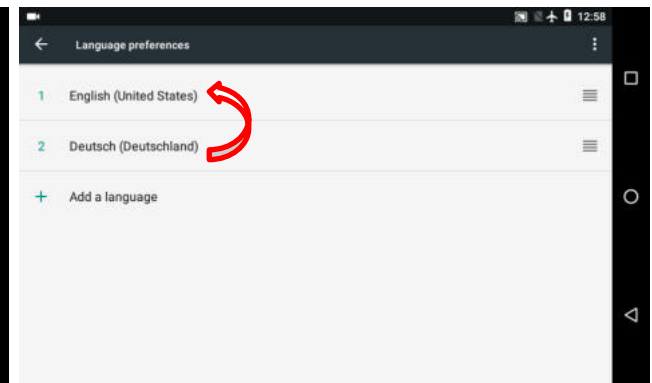 12:58
Language preferences
1 English (United States)
2 Deutsch (Deutschland)
+ Add a language